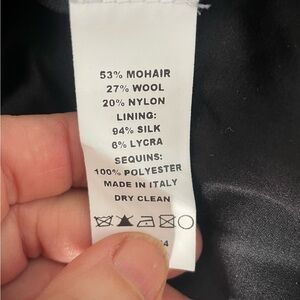 53% MOHAIR
27% WOOL
20% NYLON
LINING:
94% SILK
6% LYCRA
SEQUINS:
100% POLYESTER
MADE IN ITALY
DRY CLEAN